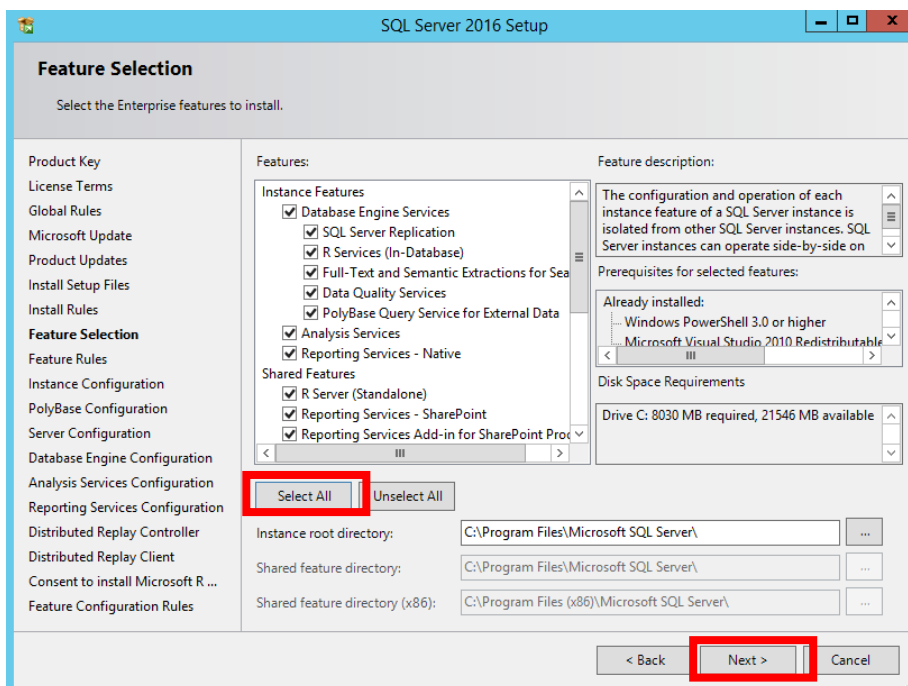 SQL Server 2016 Setup
Feature Selection
Select the Enterprise features to install.
Product Key
License Terms
Global Rules
Microsoft Update
Product Updates
Install Setup Files
Install Rules
Feature Selection
Feature Rules
Instance Configuration
PolyBase Configuration
Server Configuration
Database Engine Configuration
Analysis Services Configuration
Reporting Services Configuration
Distributed Replay Controller
Distributed Replay Client
Consent to install Microsoft R ...
Feature Configuration Rules
Features:
Instance Features
Database Engine Services
SQL Server Replication
R Services (In-Database)
Full-Text and Semantic Extractions for Sea
Data Quality Services
PolyBase Query Service for External Data
Analysis Services
Reporting Services - Native
Shared Features
R Server (Standalone)
Reporting Services - SharePoint
Reporting Services Add-in for SharePoint Proc
Feature description:
The configuration and operation of each
instance feature of a SQL Server instance is
isolated from other SQL Server instances. SQL
Server instances can operate side-by-side on
Prerequisites for selected features:
Already installed:
Windows PowerShell 3.0 or higher
Microsoft Visual Studio 2010 Redistributable
Disk Space Requirements
Drive C: 8030 MB required, 21546 MB available
Select All
Unselect All
Instance root directory:
C:\Program Files\Microsoft SQL Server\
...
Shared feature directory:
C:\Program Files\Microsoft SQL Server\
...
Shared feature directory (x86):
C:\Program Files (x86)\Microsoft SQL Server\
...
< Back
Next >
Cancel